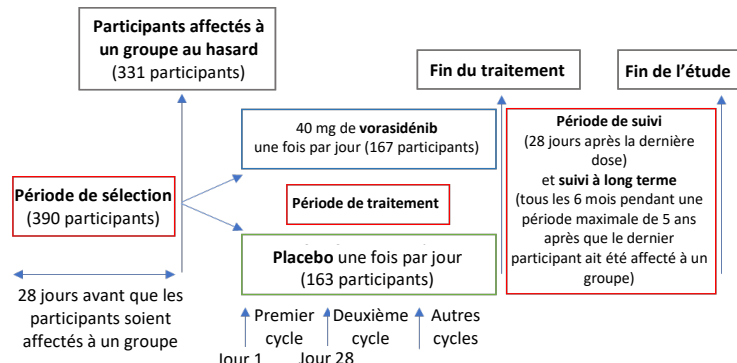 Participants affectés à
un groupe au hasard
(331 participants)
Fin du traitement
Fin de l'étude
40 mg de vorasidénib
une fois par jour (167 participants)
Période de sélection
(390 participants)
Période de traitement
Placebo une fois par jour
(163 participants)
Période de suivi
(28 jours après la dernière
dose)
et suivi à long terme
(tous les 6 mois pendant une
période maximale de 5 ans
après que le dernier
participant ait été affecté à un
groupe)
28 jours avant que les
participants soient
affectés à un groupe
Premier
cycle
Deuxième
cycle
Autres
cycles
Jour 1
Jour 28